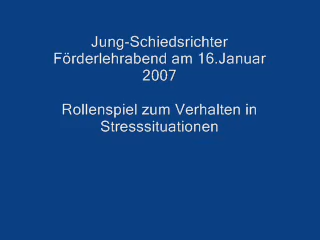 Jung-Schiedsrichter
Förderlehrabend am 16.Januar
2007
Rollenspiel zum Verhalten in
Stresssituationen